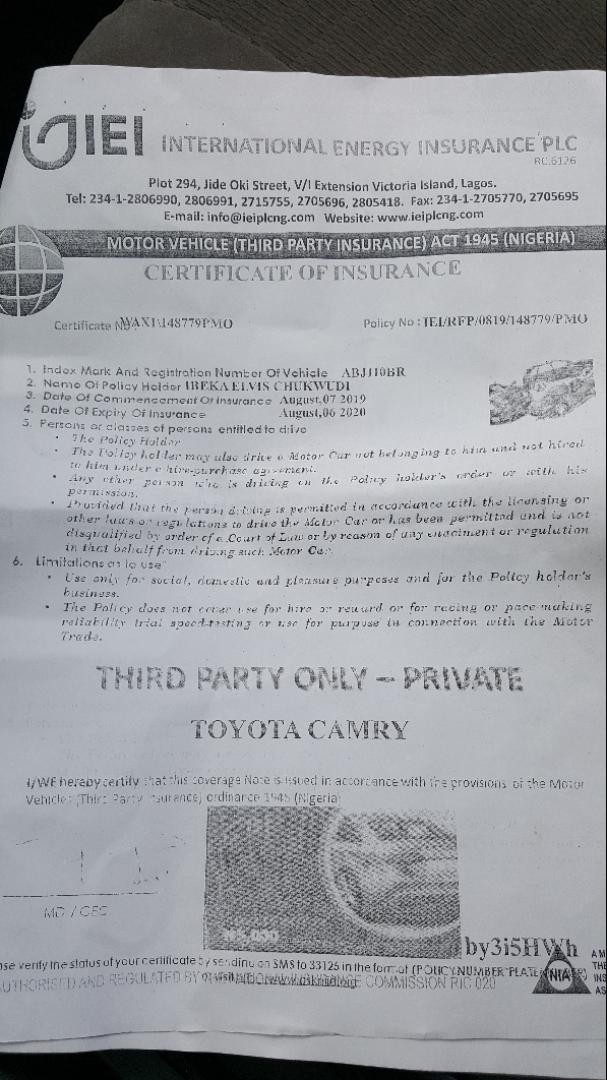 IEI INTERNATIONAL ENERGY INSURANCE PLC
RC.6126
Plot 294, Jide Oki Street, V/I Extension Victoria Island, Lagos.
Tel: 234-1-2806990, 2806991, 2715755, 2705696, 2805418. Fax: 234-1-2705770, 2705695
E-mail: info@ieiplcng.com Website: www.ieiplcng.com
MOTOR VEHICLE (THIRD PARTY INSURANCE) ACT 1945 (NIGERIA)
CERTIFICATE OF INSURANCE
Certificate WAXI\148779PMO Policy No : IEI/RFP/0819/148779/PMO
1. Index Mark And Registration Number Of Vehicle ABJ110BR
2. Name Of Policy Holder IBEKA ELVIS CHUKWUDI
3. Date Of Commencement Of Insurance August,07 2019
4. Date Of Expiry Of Insurance August,06 2020
5. Persons or classes of persons entitled to drive
• The Policy Holder
• The Policy holder may also drive a Motor Car not belonging to him and not hired
to him under a hire-purchase agreement.
• Any other person who is driving on the Policy holder's order or with his
permission.
• Provided that the person driving is permitted in accordance with the licensing or
other laws or regulations to drive the Motor Car or has been permitted and is not
disqualified by order of a Court of Law or by reason of any enactment or regulation
in that behalf from driving such Motor Car.
6. Limitations as to use
• Use only for social, domestic and pleasure purposes and for the Policy holder's
business.
• The Policy does not cover use for hire or reward or for racing or pace-making
reliability trial speed-testing or use for purpose in connection with the Motor
Trade.
THIRD PARTY ONLY – PRIVATE
TOYOTA CAMRY
I/WE hereby certify that this coverage Note is issued in accordance with the provisions of the Motor
Vehicles (Third Party Insurance) ordinance 1945 (Nigeria)
MD / CEO
by3i5HWh
se verify the status of your certificate by sending an SMS to 33125 in the format (POLICY NUMBER PLATE
NIA
AUTHORISED AND REGULATED BY COMMISSION RIC 020
A M
THE
INS
AS